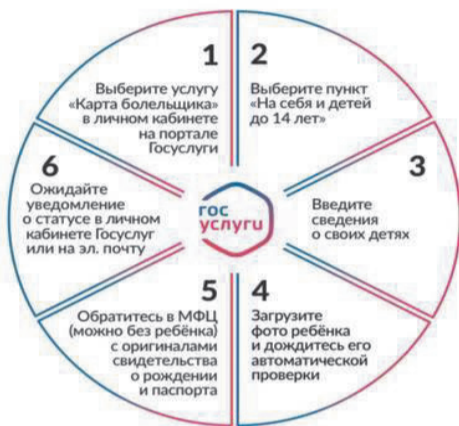 1
Выберите услугу
«Карта болельщика»
в личном кабинете
на портале
Госуслуги
2
Выберите пункт
«На себя и детей
до 14 лет»
3
Введите
сведения
о своих детях
4
Загрузите
фото ребёнка
и дождитесь его
автоматической
проверки
5
Обратитесь в МФЦ
(можно без ребёнка)
с оригиналами
свидетельства
о рождении
и паспорта
6
Ожидайте
уведомление
о статусе в личном
кабинете Госуслуг
или на эл. почту
гос
услуги